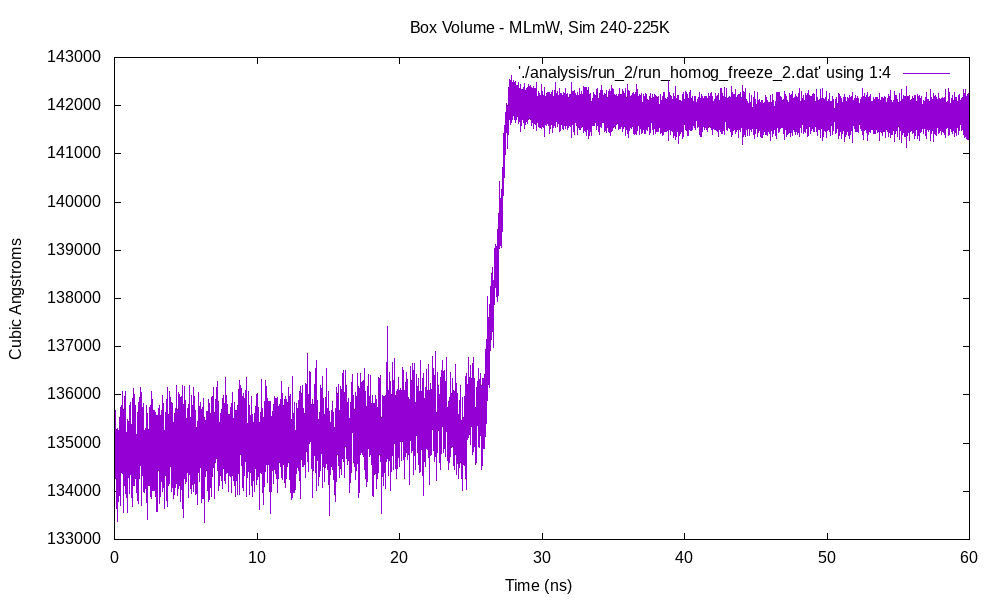 Box Volume - MLmW, Sim 240-225K
'./analysis/run_2/run_homog_freeze_2.dat' using 1:4
143000
142000
141000
140000
139000
138000
137000
136000
135000
134000
133000
Cubic Angstroms
0 10 20 30 40 50 60
Time (ns)